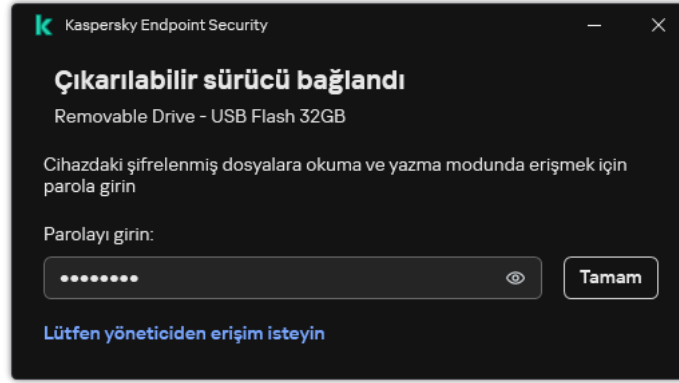 Kaspersky Endpoint Security
Çıkarılabilir sürücü bağlandı
Removable Drive - USB Flash 32GB
Cihazdaki şifrelenmiş dosyalara okuma ve yazma modunda erişmek için
parola girin
Parolayı girin:
••••••••
Tamam
Lütfen yöneticiden erişim isteyin